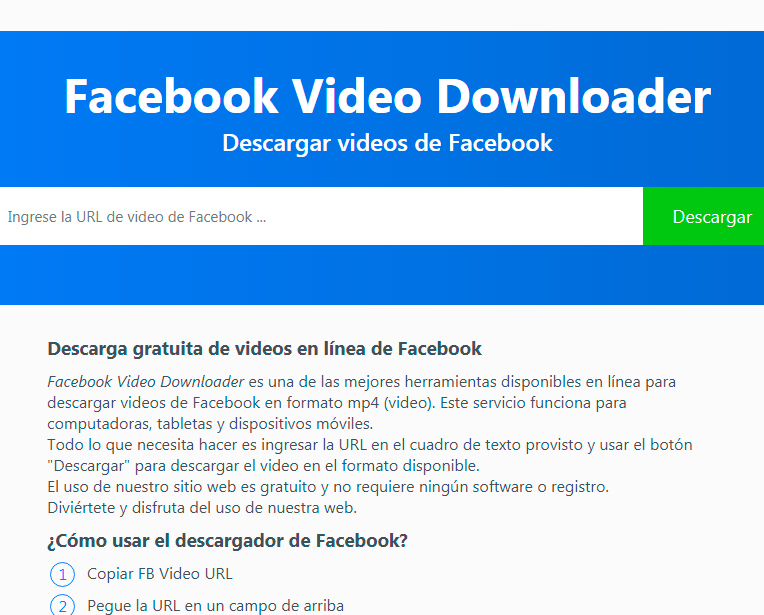 Facebook Video Downloader
Descargar videos de Facebook
Ingrese la URL de video de Facebook ...
Descargar
Descarga gratuita de videos en línea de Facebook
Facebook Video Downloader es una de las mejores herramientas disponibles en línea para
descargar videos de Facebook en formato mp4 (video). Este servicio funciona para
computadoras, tabletas y dispositivos móviles.
Todo lo que necesita hacer es ingresar la URL en el cuadro de texto provisto y usar el botón
"Descargar" para descargar el video en el formato disponible.
El uso de nuestro sitio web es gratuito y no requiere ningún software o registro.
Diviértete y disfruta del uso de nuestra web.
¿Cómo usar el descargador de Facebook?
1 Copiar FB Video URL
2 Pegue la URL en un campo de arriba